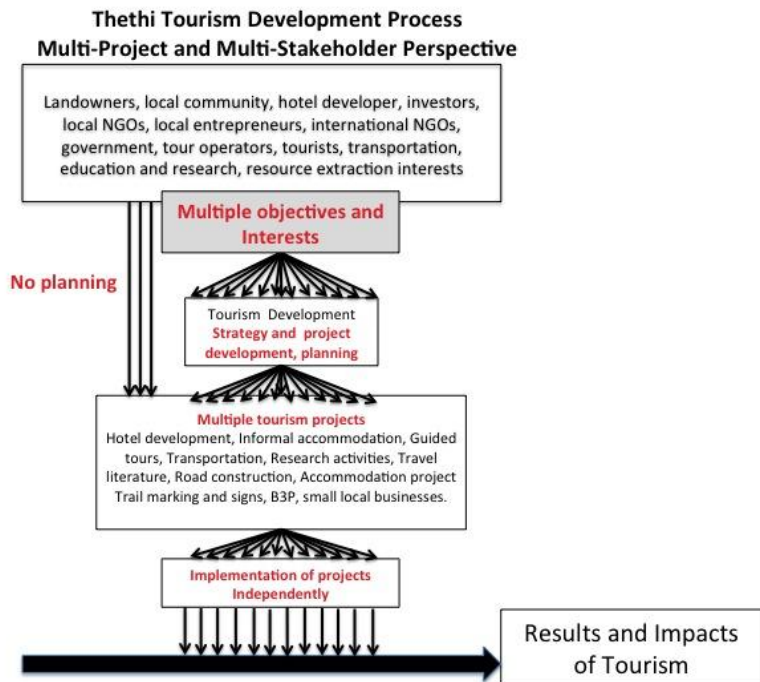 Thethi Tourism Development Process
Multi-Project and Multi-Stakeholder Perspective
Landowners, local community, hotel developer, investors,
local NGOs, local entrepreneurs, international NGOs,
government, tour operators, tourists, transportation,
education and research, resource extraction interests
Multiple objectives and
Interests
No planning
Tourism Development
Strategy and project
development, planning
Multiple tourism projects
Hotel development, Informal accommodation, Guided
tours, Transportation, Research activities, Travel
literature, Road construction, Accommodation project
Trail marking and signs, B3P, small local businesses.
Implementation of projects
Independently
Results and Impacts
of Tourism